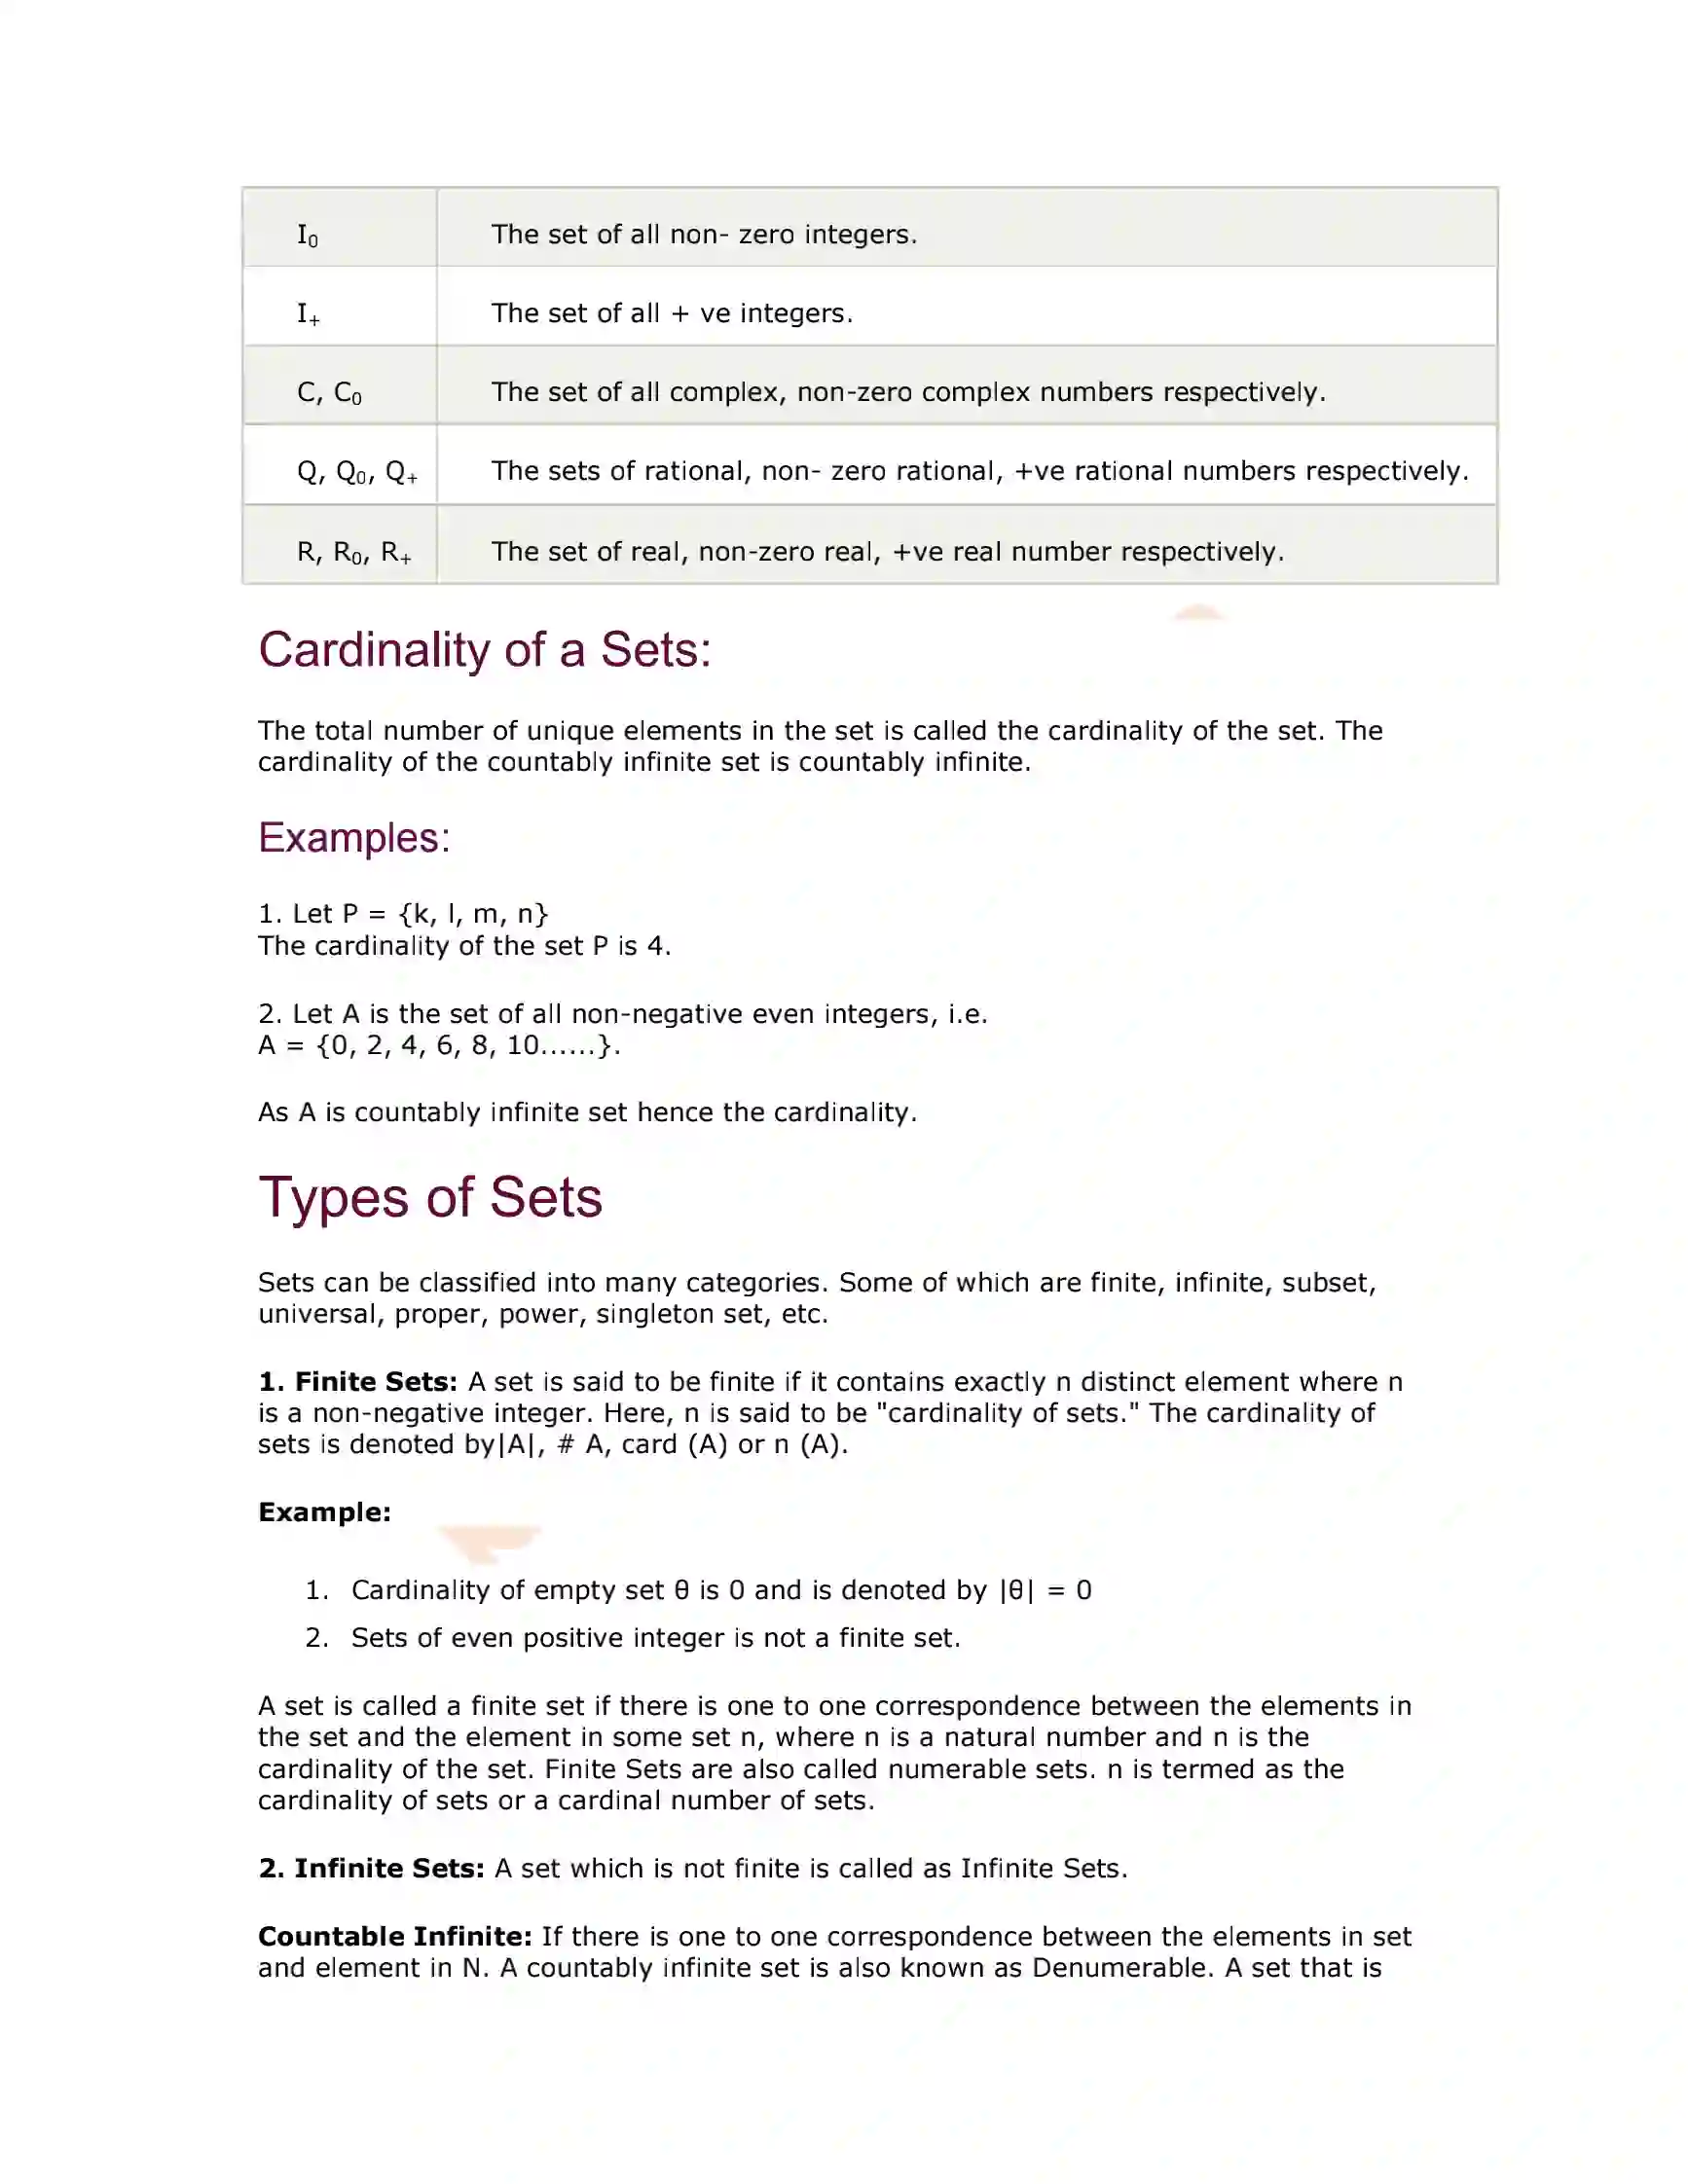 I₀ The set of all non- zero integers.
I₊ The set of all + ve integers.
C, C₀ The set of all complex, non-zero complex numbers respectively.
Q, Q₀, Q₊ The sets of rational, non- zero rational, +ve rational numbers respectively.
R, R₀, R₊ The set of real, non-zero real, +ve real number respectively.
Cardinality of a Sets:
The total number of unique elements in the set is called the cardinality of the set. The
cardinality of the countably infinite set is countably infinite.
Examples:
1. Let P = {k, l, m, n}
The cardinality of the set P is 4.
2. Let A is the set of all non-negative even integers, i.e.
A = {0, 2, 4, 6, 8, 10......}.
As A is countably infinite set hence the cardinality.
Types of Sets
Sets can be classified into many categories. Some of which are finite, infinite, subset,
universal, proper, power, singleton set, etc.
1. Finite Sets: A set is said to be finite if it contains exactly n distinct element where n
is a non-negative integer. Here, n is said to be "cardinality of sets." The cardinality of
sets is denoted by|A|, # A, card (A) or n (A).
Example:
1. Cardinality of empty set θ is 0 and is denoted by |θ| = 0
2. Sets of even positive integer is not a finite set.
A set is called a finite set if there is one to one correspondence between the elements in
the set and the element in some set n, where n is a natural number and n is the
cardinality of the set. Finite Sets are also called numerable sets. n is termed as the
cardinality of sets or a cardinal number of sets.
2. Infinite Sets: A set which is not finite is called as Infinite Sets.
Countable Infinite: If there is one to one correspondence between the elements in set
and element in N. A countably infinite set is also known as Denumerable. A set that is